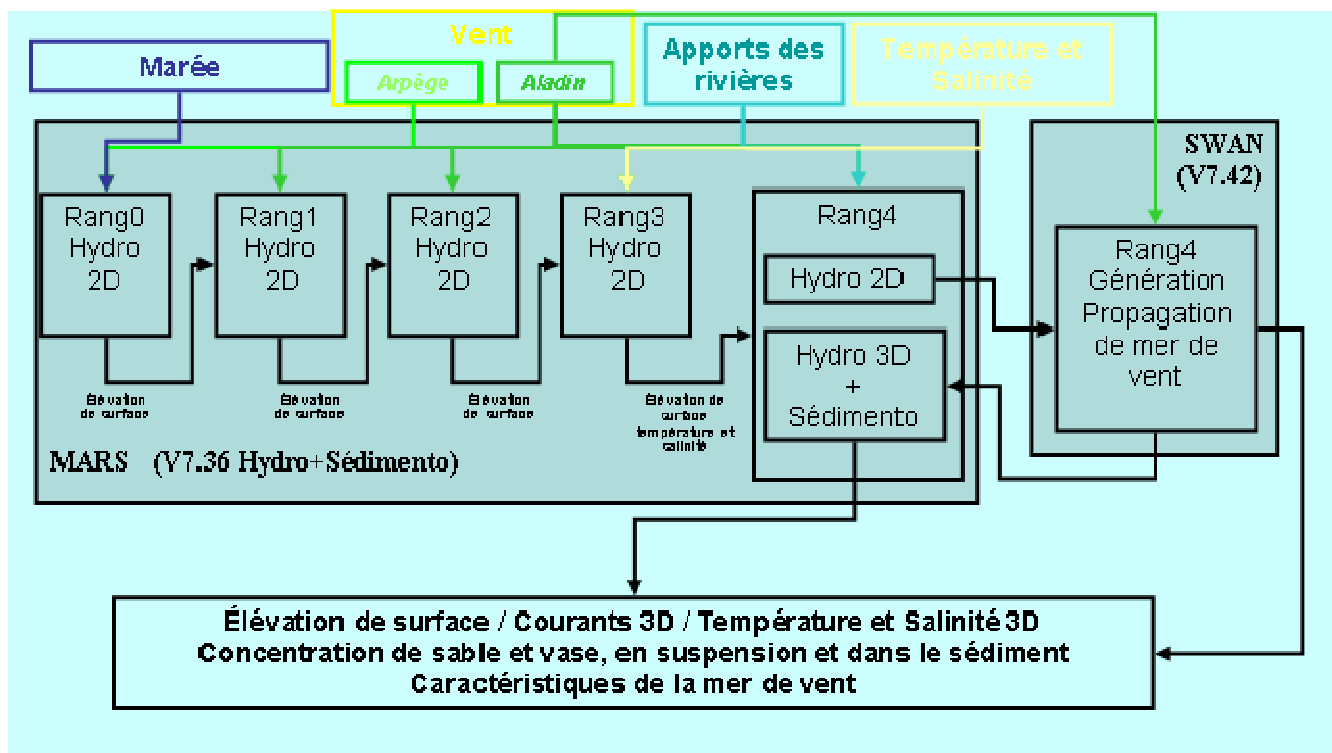 Vent
Marée
Arpège
Aladin
Apports des
rivières
Température et
Salinité
SWAN
(V7.42)
Rang0
Hydro
2D
Rang1
Hydro
2D
Rang2
Hydro
2D
Rang3
Hydro
2D
Rang4
Hydro 2D
Hydro 3D
+
Sédimento
Rang4
Génération
Propagation
de mer de
vent
Élévation
de surface
Élévation
de surface
Élévation
de surface
Élévation de
surface
température et
salinité
MARS (V7.36 Hydro+Sédimento)
Élévation de surface / Courants 3D / Température et Salinité 3D
Concentration de sable et vase, en suspension et dans le sédiment
Caractéristiques de la mer de vent